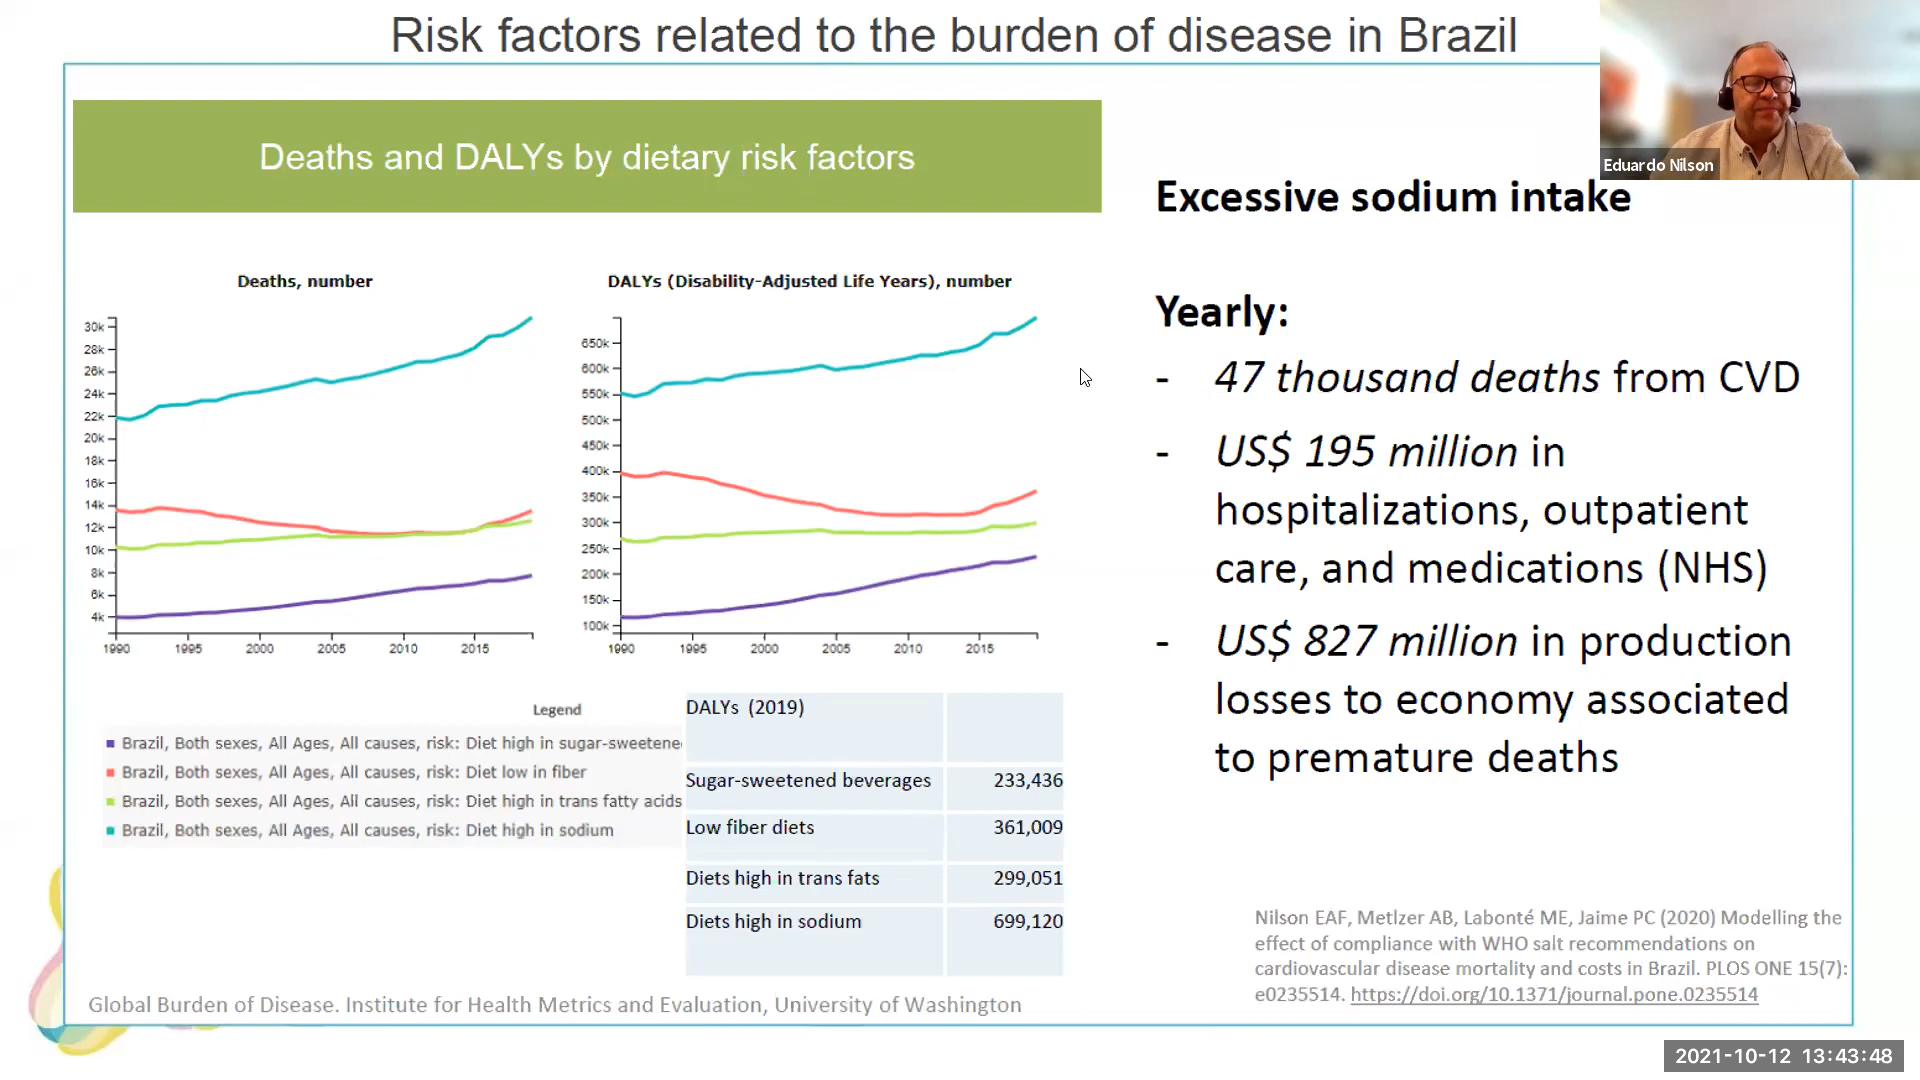 Risk factors related to the burden of disease in Brazil
Eduardo Nilson
Deaths and DALYs by dietary risk factors
Deaths, number
30k
28k
26k
24k
22k
20k
18k
16k
14k
12k
10k
8k
6k
4k
1990 1995 2000 2005 2010 2015
DALYs (Disability-Adjusted Life Years), number
650k
600k
550k
500k
450k
400k
350k
300k
250k
200k
150k
100k
1990 1995 2000 2005 2010 2015
Legend
Brazil, Both sexes, All Ages, All causes, risk: Diet high in sugar-sweetene
Brazil, Both sexes, All Ages, All causes, risk: Diet low in fiber
Brazil, Both sexes, All Ages, All causes, risk: Diet high in trans fatty acids
Brazil, Both sexes, All Ages, All causes, risk: Diet high in sodium
DALYs (2019)
Sugar-sweetened beverages 233,436
Low fiber diets 361,009
Diets high in trans fats 299,051
Diets high in sodium 699,120
Global Burden of Disease. Institute for Health Metrics and Evaluation, University of Washington
Excessive sodium intake
Yearly:
- 47 thousand deaths from CVD
- US$ 195 million in
hospitalizations, outpatient
care, and medications (NHS)
- US$ 827 million in production
losses to economy associated
to premature deaths
Nilson EAF, Metlzer AB, Labonté ME, Jaime PC (2020) Modelling the
effect of compliance with WHO salt recommendations on
cardiovascular disease mortality and costs in Brazil. PLOS ONE 15(7):
e0235514. https://doi.org/10.1371/journal.pone.0235514
2021-10-12 13:43:48